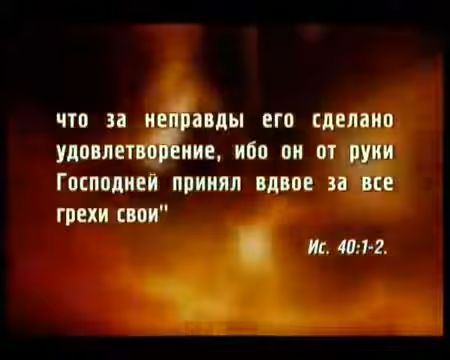 что за неправды его сделано
удовлетворение, ибо он от руки
Господней принял вдвое за все
грехи свои"
Ис. 40:1-2.